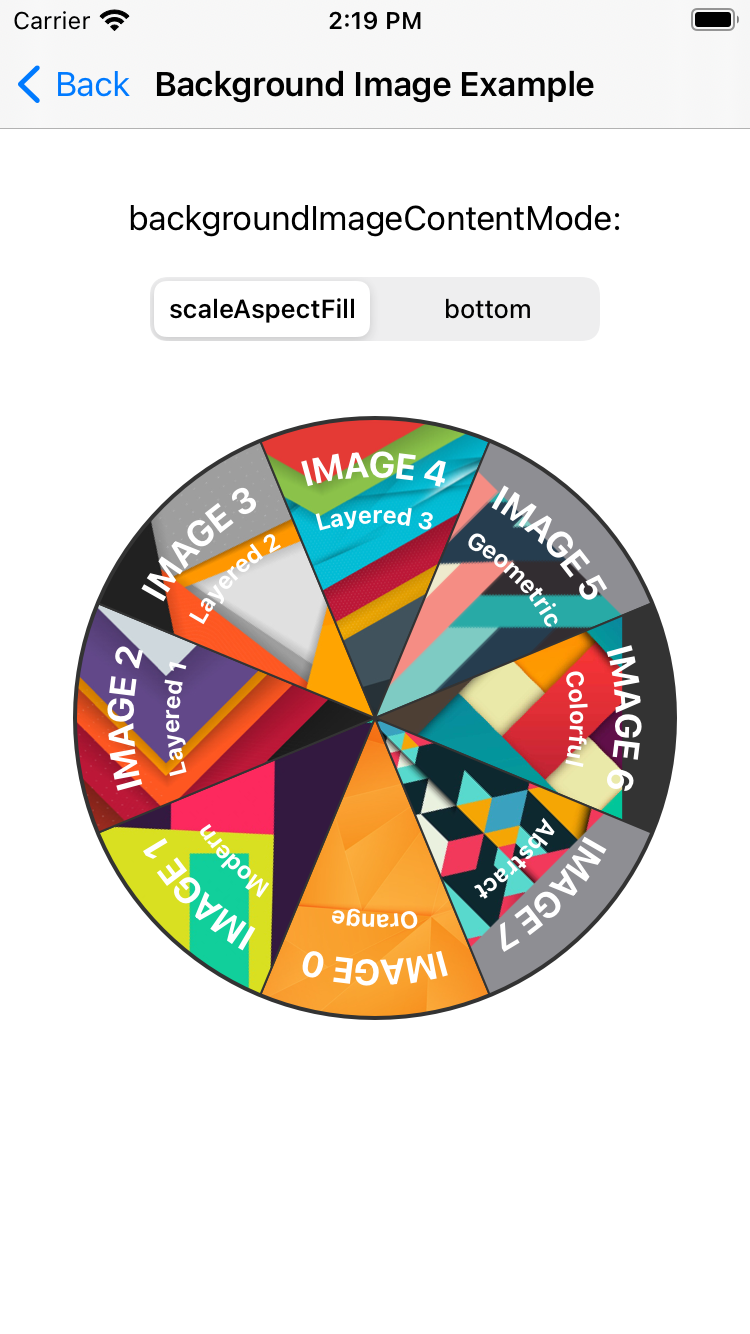 Carrier 2:19 PM
Back Background Image Example
backgroundImageContentMode:
scaleAspectFill bottom
IMAGE 4
Layered 3
IMAGE 5
Geometric
IMAGE 6
Colorful
IMAGE 7
Abstract
IMAGE 0
Orange
IMAGE 1
Modern
IMAGE 2
Layered 1
IMAGE 3
Layered 2